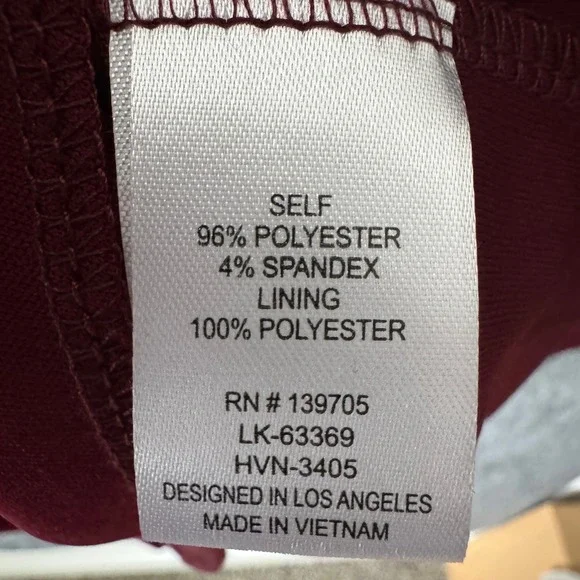 SELF
96% POLYESTER
4% SPANDEX
LINING
100% POLYESTER
RN # 139705
LK-63369
HVN-3405
DESIGNED IN LOS ANGELES
MADE IN VIETNAM